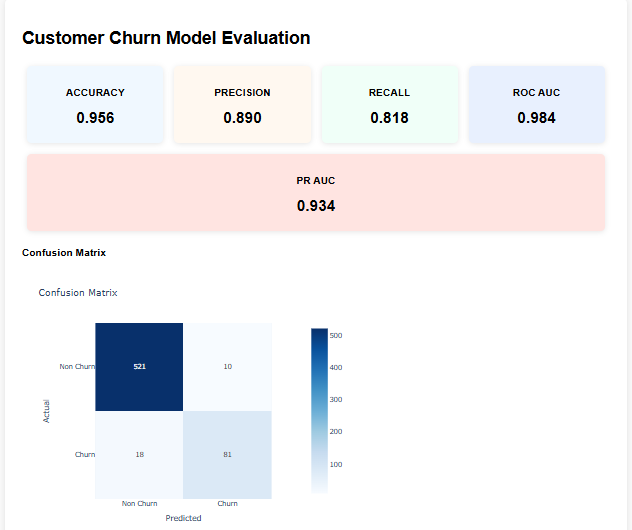 Customer Churn Model Evaluation
ACCURACY PRECISION RECALL ROC AUC
0.956 0.890 0.818 0.984
PR AUC
0.934
Confusion Matrix
Confusion Matrix
500
Non Churn 521 10
400
300
Actual
200
Churn 18 81
100
Non Churn Churn
Predicted